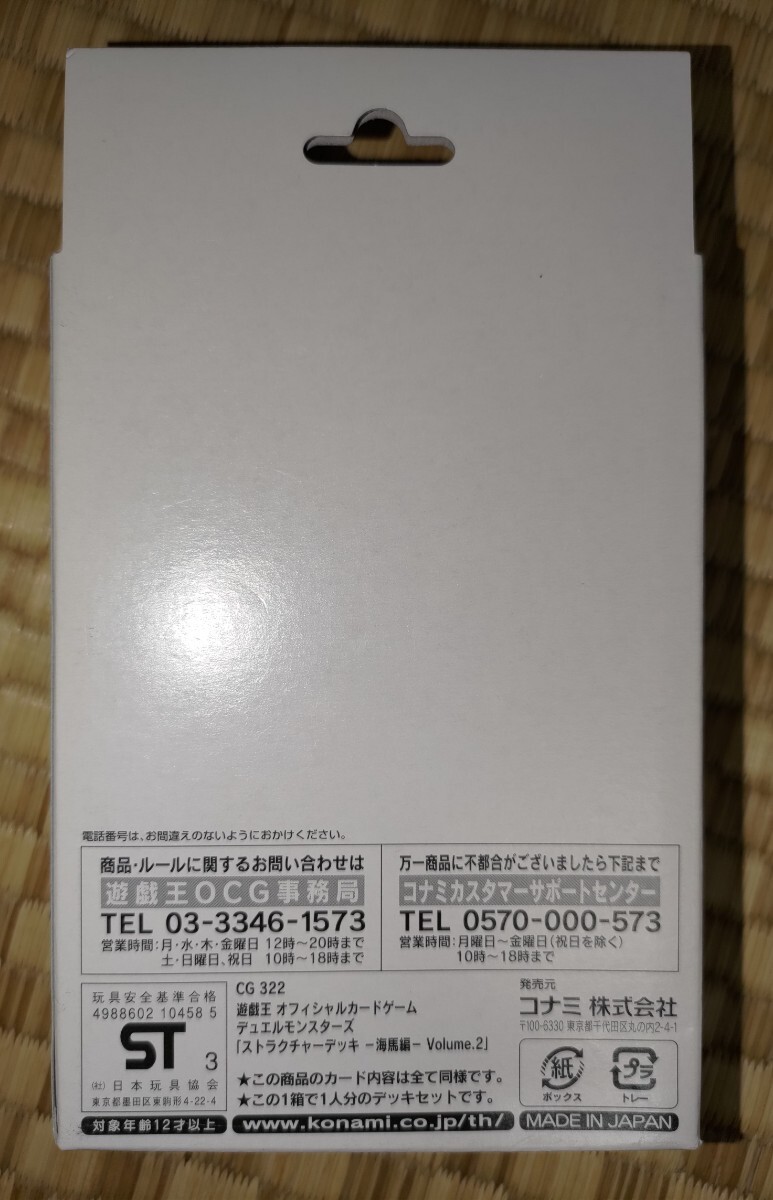 電話番号は、お間違えのないようにおかけください。
商品・ルールに関するお問い合わせは
遊戯王OCG事務局
TEL 03-3346-1573
営業時間:月・水・木・金曜日 12時〜20時まで
土・日曜日、祝日 10時〜18時まで
万一商品に不都合がございましたら下記まで
コナミカスタマーサポートセンター
TEL 0570-000-573
営業時間:月曜日〜金曜日(祝日を除く)
10時〜18時まで
玩具安全基準合格
4988602 10458 5
ST 3
(社)日本玩具協会
東京都墨田区東駒形4-22-4
対象年齢12才以上
CG 322
遊戯王 オフィシャルカードゲーム
デュエルモンスターズ
「ストラクチャーデッキ −海馬編− Volume.2」
★この商品のカード内容は全て同様です。
★この1箱で1人分のデッキセットです。
www.konami.co.jp/th/
発売元
コナミ 株式会社
〒100-6330 東京都千代田区丸の内2-4-1
紙
ボックス
プラ
トレー
MADE IN JAPAN